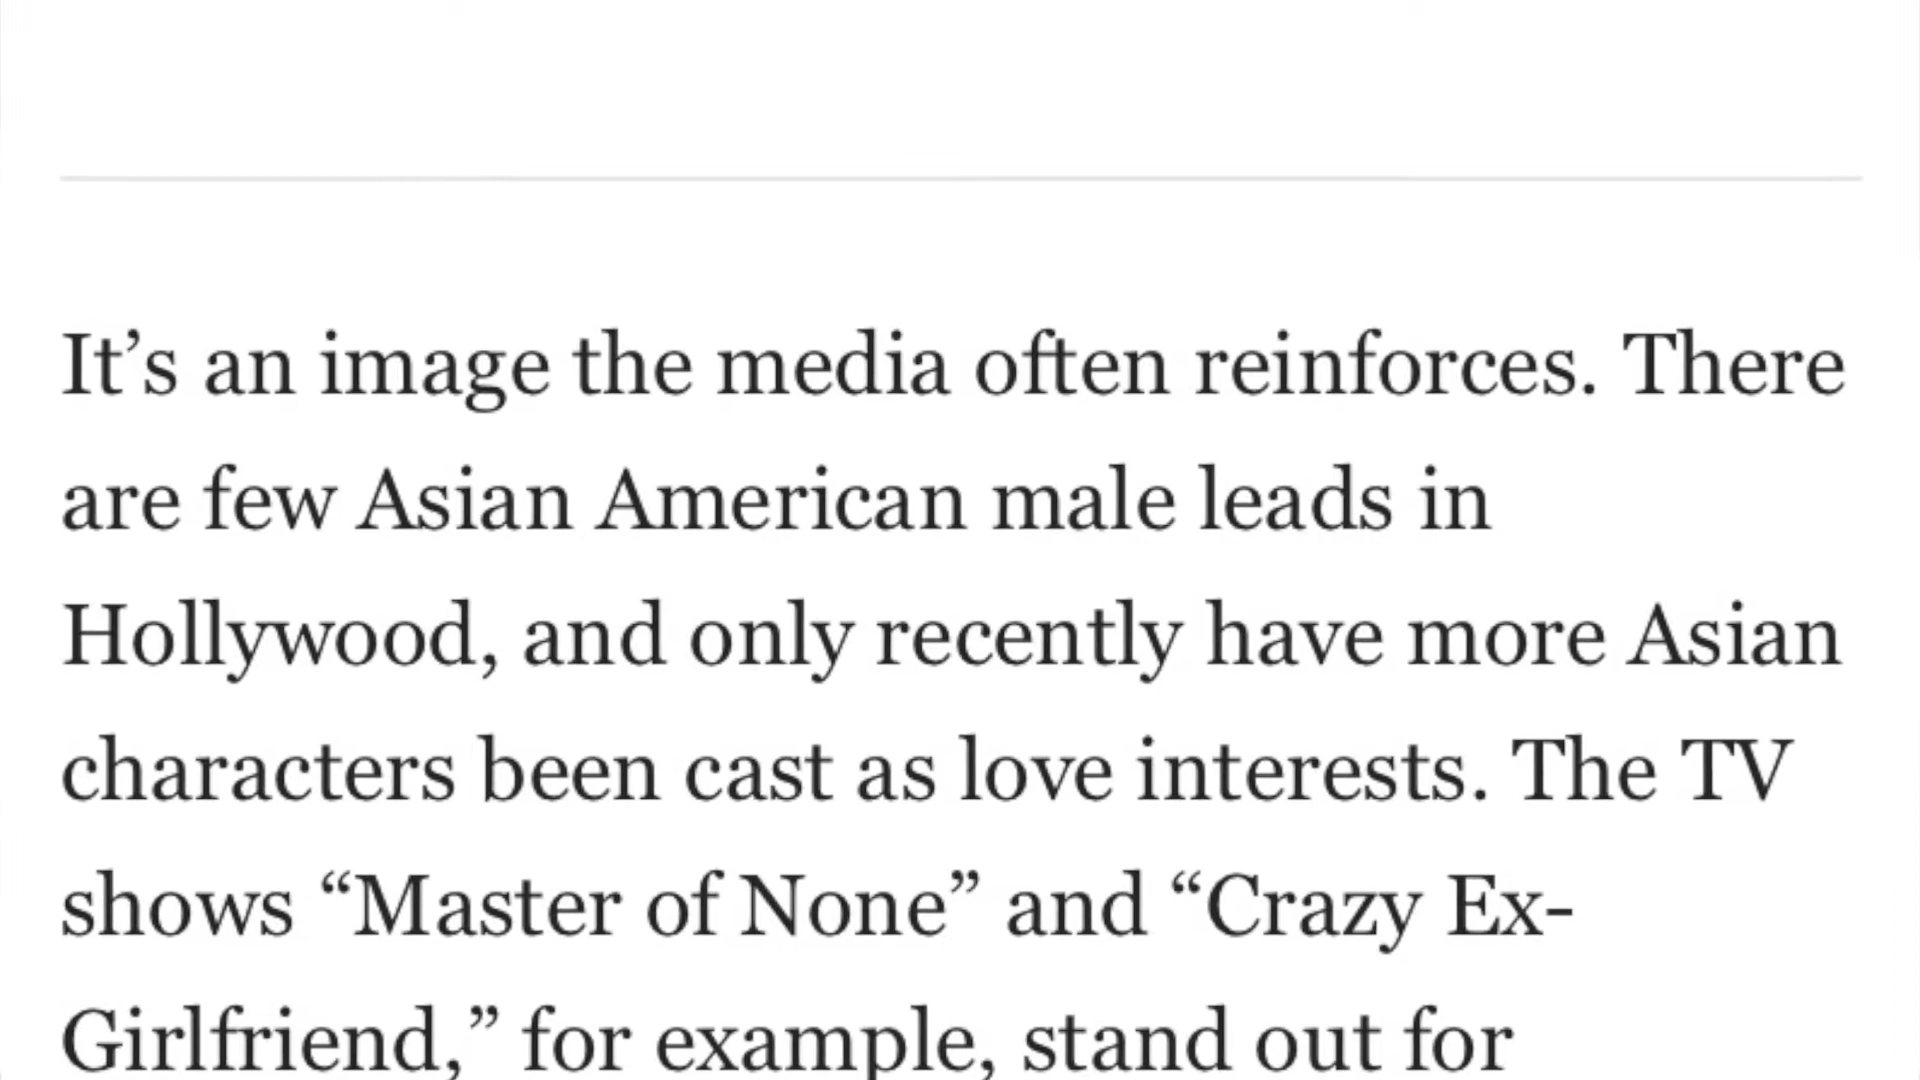 It’s an image the media often reinforces. There
are few Asian American male leads in
Hollywood, and only recently have more Asian
characters been cast as love interests. The TV
shows “Master of None” and “Crazy Ex-
Girlfriend,” for example, stand out for